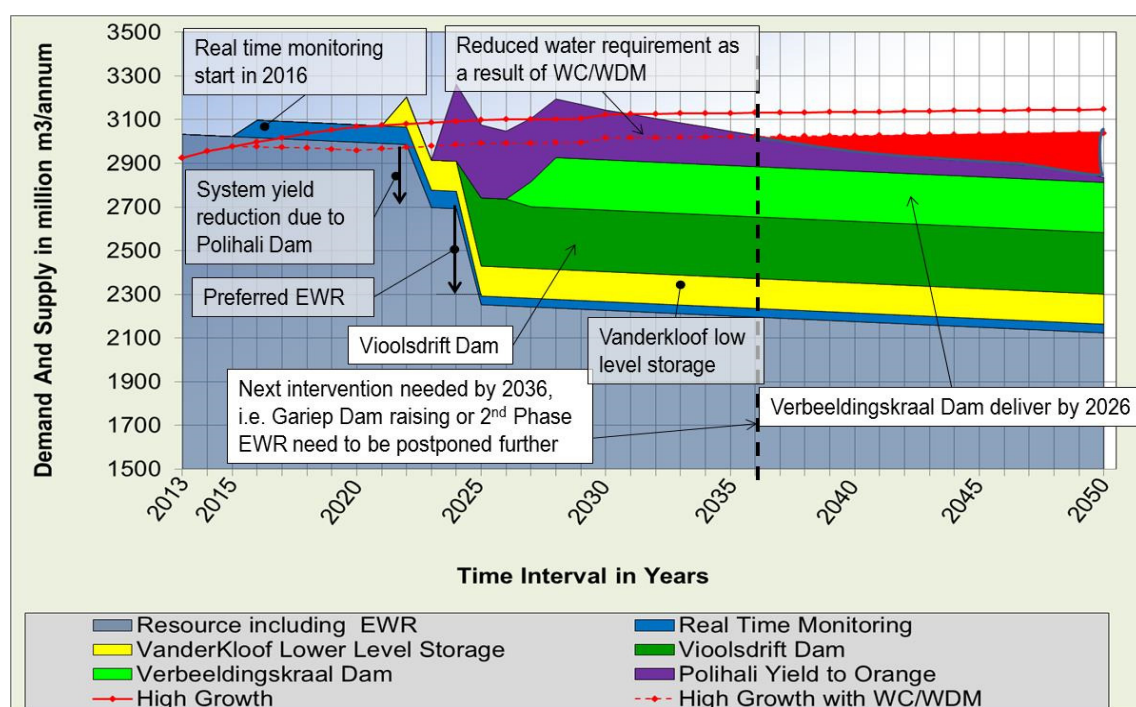 3500
3300
3100
2900
2700
2500
2300
2100
1900
1700
1500
Demand And Supply in million m3/annum
Real time monitoring
start in 2016
Reduced water requirement as
a result of WC/WDM
System yield
reduction due to
Polihali Dam
Preferred EWR
Vioolsdrift Dam
Vanderkloof low
level storage
Next intervention needed by 2036,
i.e. Gariep Dam raising or 2nd Phase
EWR need to be postponed further
Verbeeldingskraal Dam deliver by 2026
2013
2015
2020
2025
2030
2035
2040
2045
2050
Time Interval in Years
Resource including EWR
Real Time Monitoring
VanderKloof Lower Level Storage
Vioolsdrift Dam
Verbeeldingskraal Dam
Polihali Yield to Orange
High Growth
High Growth with WC/WDM